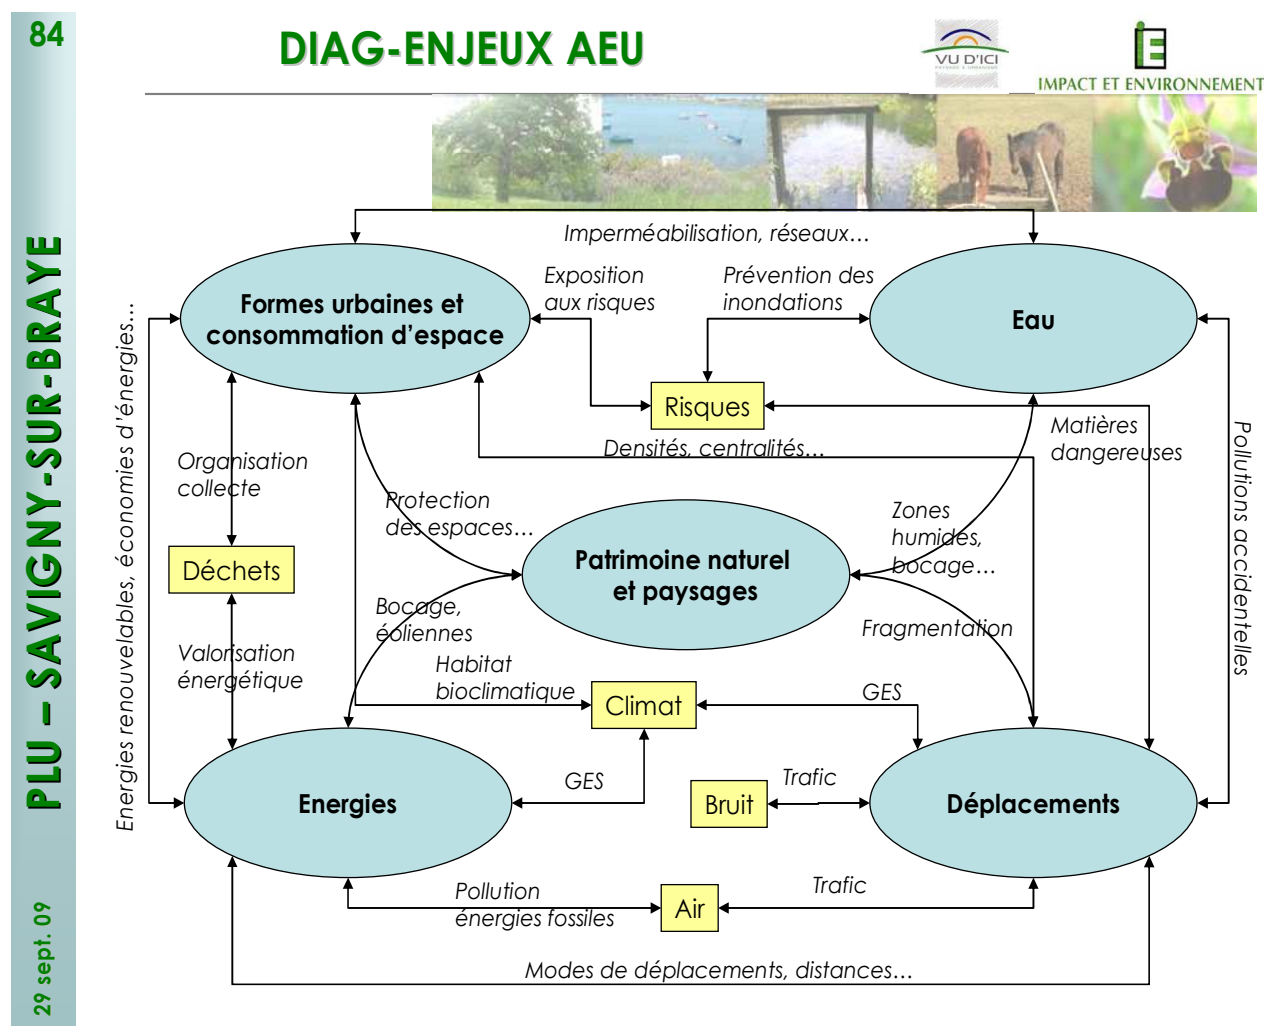 84
DIAG-ENJEUX AEU
VU D'ICI
PAYSAGE & URBANISME
IMPACT ET ENVIRONNEMENT
PLU – SAVIGNY-SUR-BRAYE
29 sept. 09
Imperméabilisation, réseaux…
Formes urbaines et
consommation d'espace
Exposition
aux risques
Prévention des
inondations
Eau
Energies renouvelables, économies d'énergies…
Risques
Densités, centralités…
Matières
dangereuses
Pollutions accidentelles
Organisation
collecte
Protection
des espaces…
Zones
humides,
bocage…
Déchets
Patrimoine naturel
et paysages
Bocage,
éoliennes
Fragmentation
Valorisation
énergétique
Habitat
bioclimatique
Climat
GES
Energies
GES
Bruit
Trafic
Déplacements
Pollution
énergies fossiles
Air
Trafic
Modes de déplacements, distances…